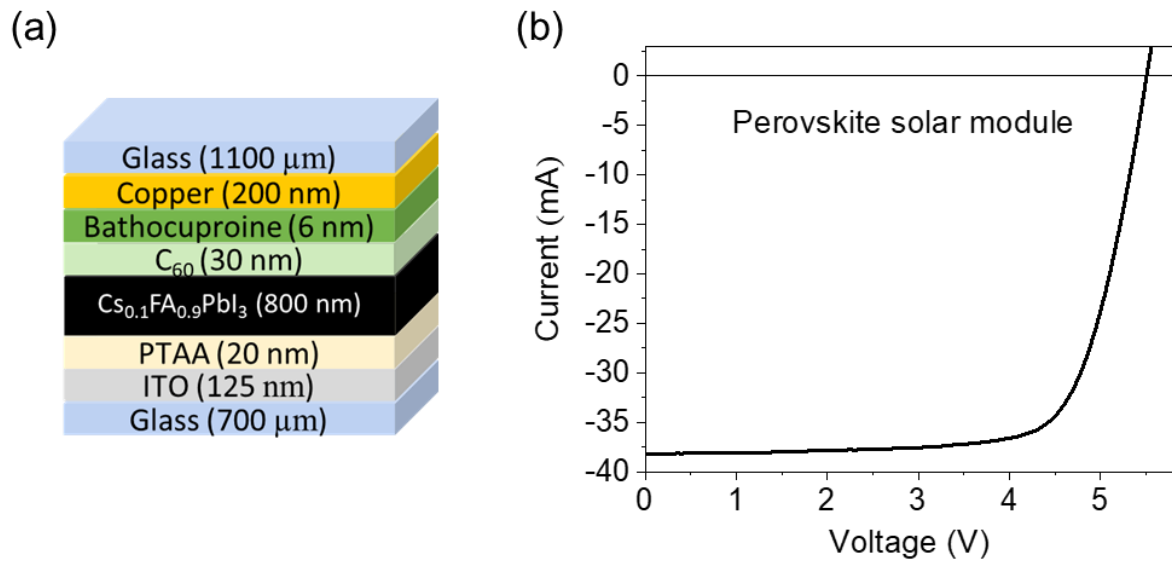 (a)
Glass (1100 μm)
Copper (200 nm)
Bathocuproine (6 nm)
C₆₀ (30 nm)
Cs₀.₁FA₀.₉PbI₃ (800 nm)
PTAA (20 nm)
ITO (125 nm)
Glass (700 μm)
(b)
Perovskite solar module
Current (mA)
0
-5
-10
-15
-20
-25
-30
-35
-40
0 1 2 3 4 5
Voltage (V)